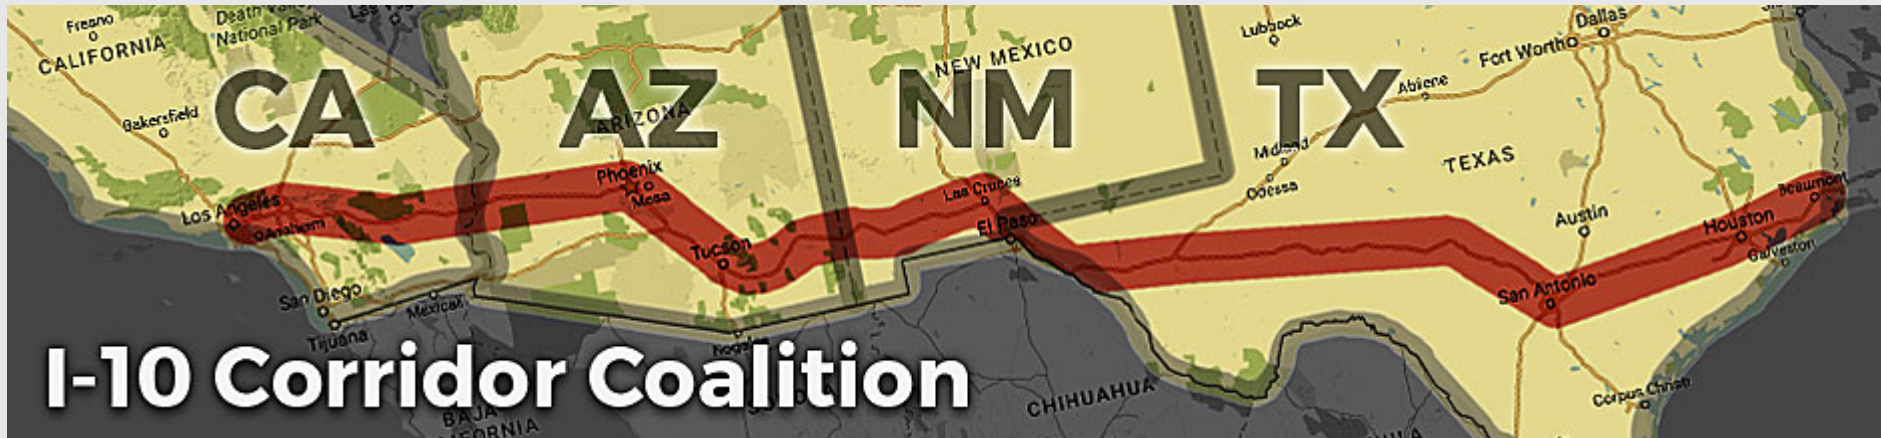 Fresno
CALIFORNIA
Death Valley
National Park
Las Veg
Bakersfield
CA
AZ
ARIZONA
NM
NEW MEXICO
TX
TEXAS
Lubbock
Dallas
Fort Worth
Abilene
Midland
Odessa
Los Angeles
Anaheim
Phoenix
Mesa
Tucson
Las Cruces
El Paso
Austin
San Antonio
Houston
Beaumont
Galveston
San Diego
Tijuana
Mexicali
Nogales
Corpus Christi
CHIHUAHUA
BAJA
I-10 Corridor Coalition